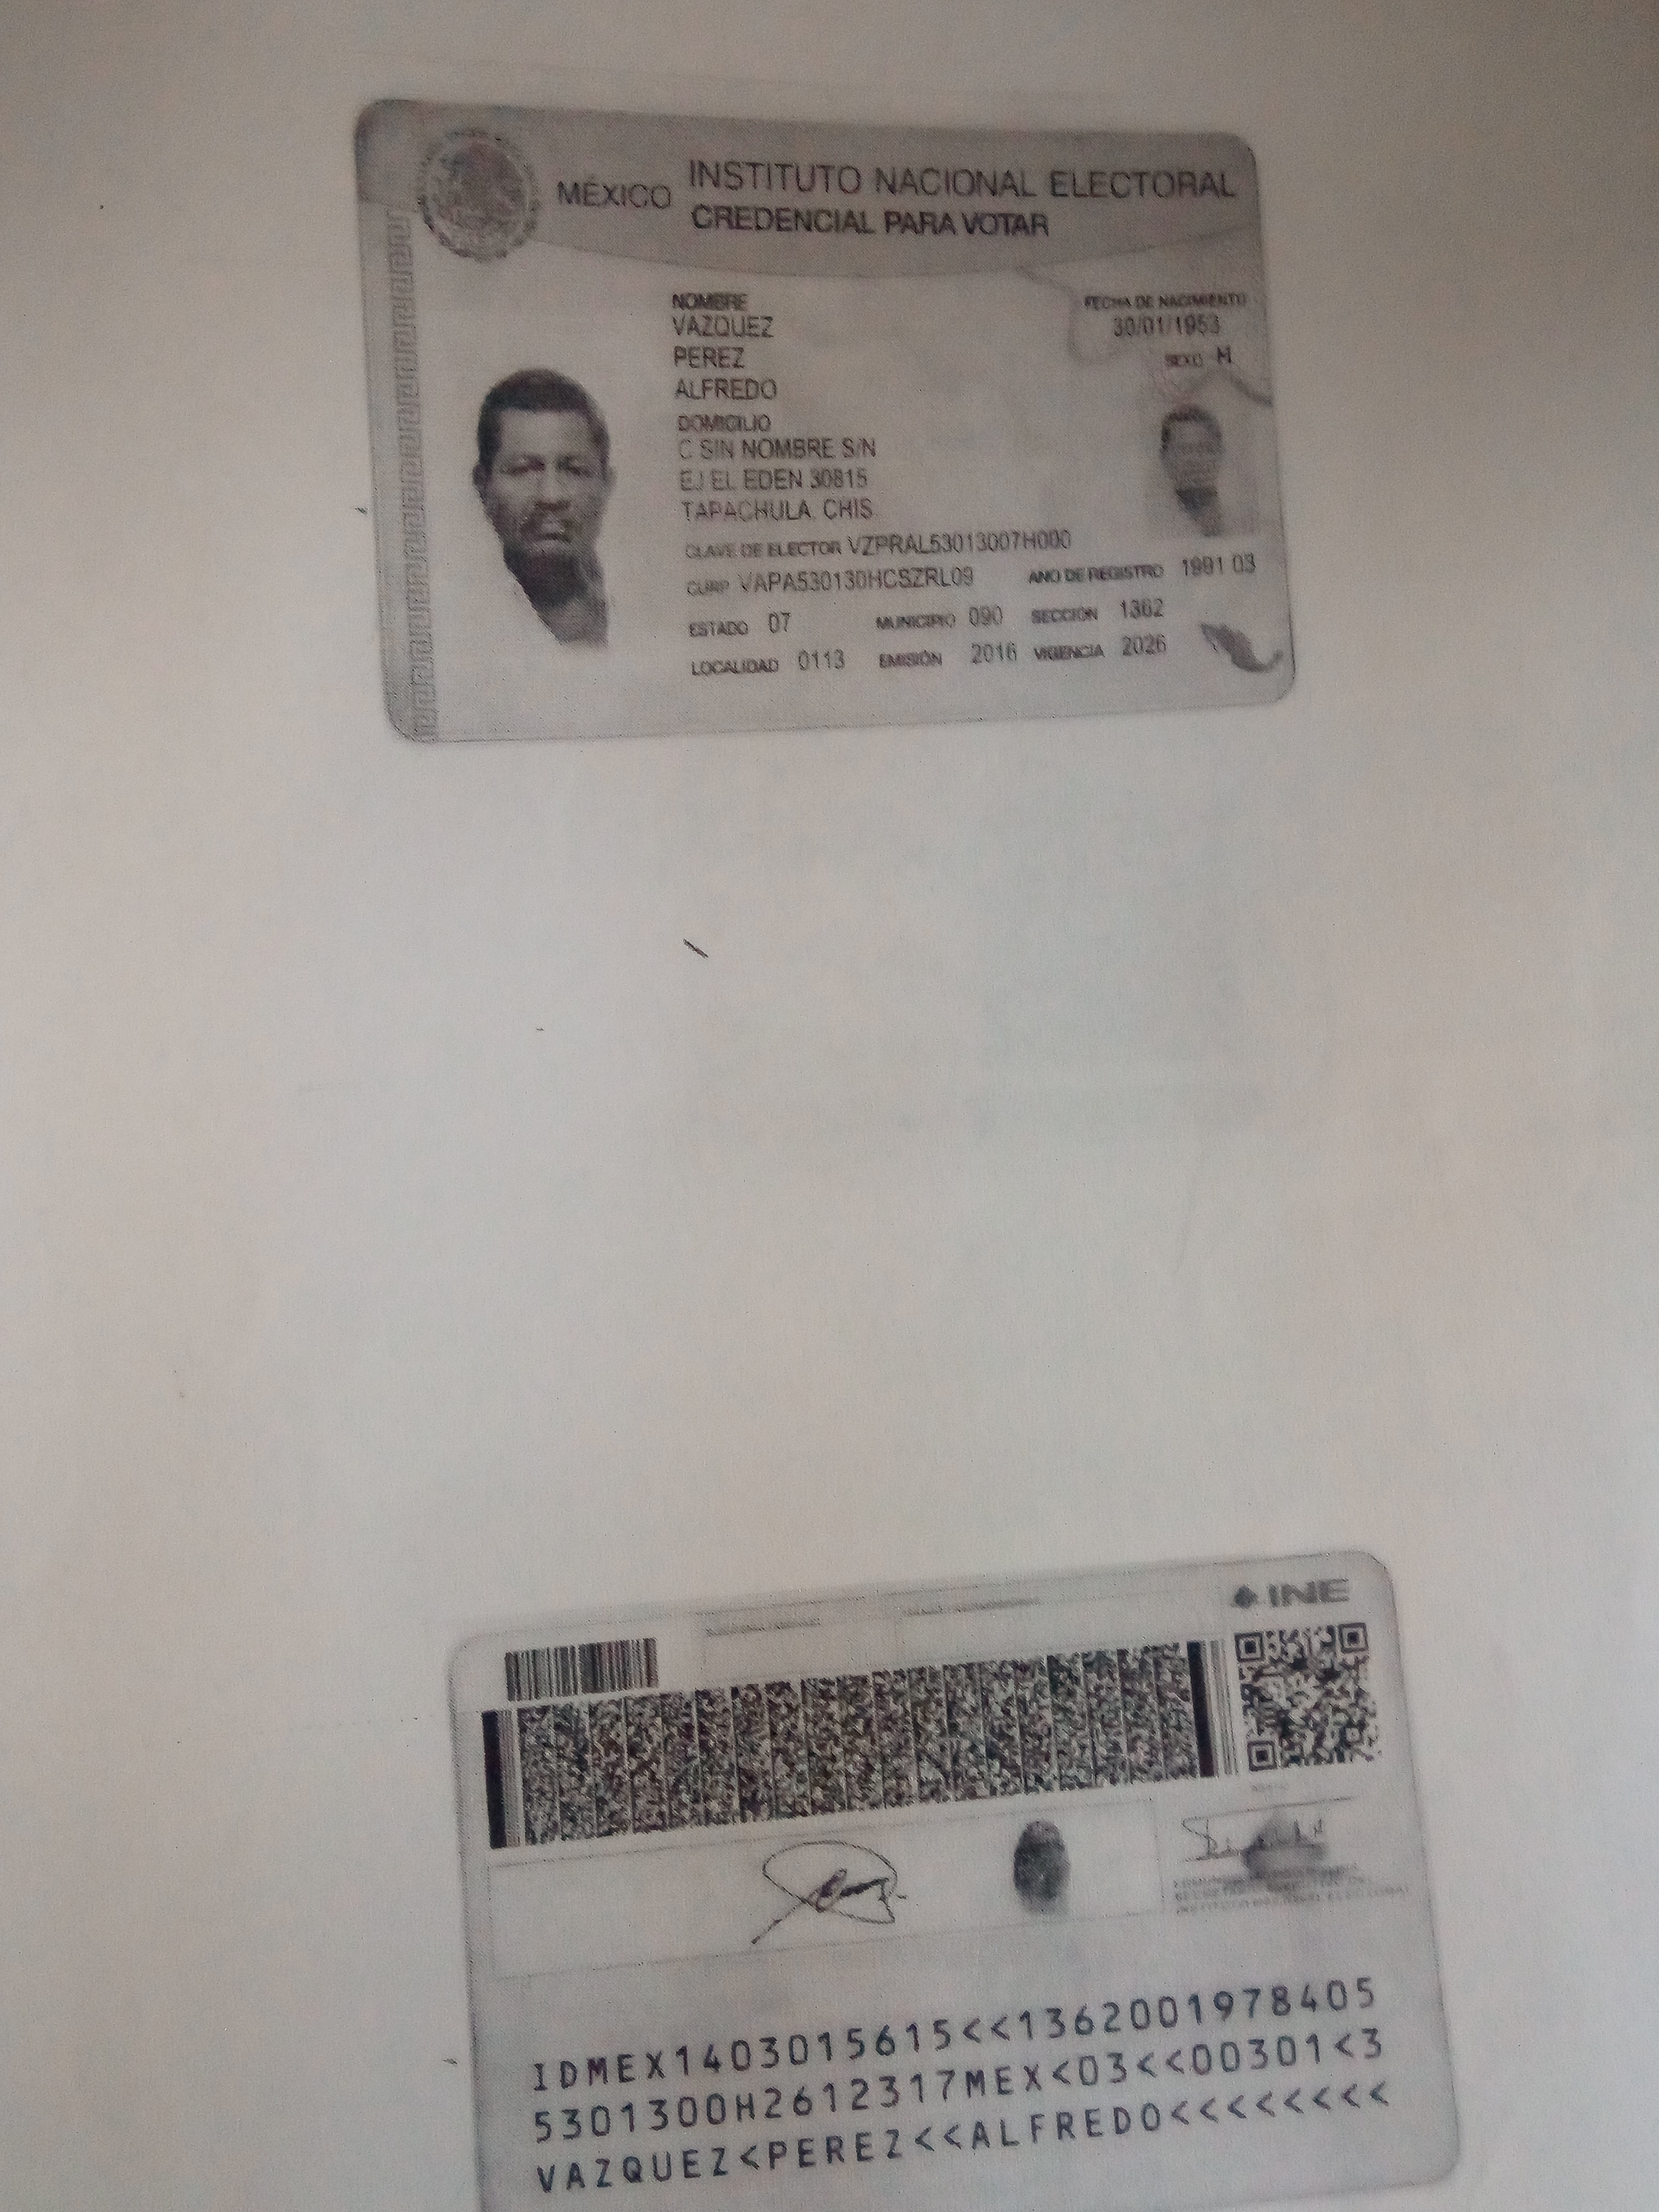 MÉXICO INSTITUTO NACIONAL ELECTORAL
CREDENCIAL PARA VOTAR
NOMBRE
VAZQUEZ
PEREZ
ALFREDO
FECHA DE NACIMIENTO
30/01/1953
SEXO H
DOMICILIO
C SIN NOMBRE S/N
EJ EL EDEN 30815
TAPACHULA, CHIS.
CLAVE DE ELECTOR VZPRAL53013007H000
CURP VAPA530130HCSZRL09 AÑO DE REGISTRO 1991 03
ESTADO 07 MUNICIPIO 090 SECCIÓN 1362
LOCALIDAD 0113 EMISIÓN 2016 VIGENCIA 2026
INE
IDMEX1403015615<<1362001978405
5301300H2612317MEX<03<<00301<3
VAZQUEZ<PEREZ<<ALFREDO<<<<<<<<